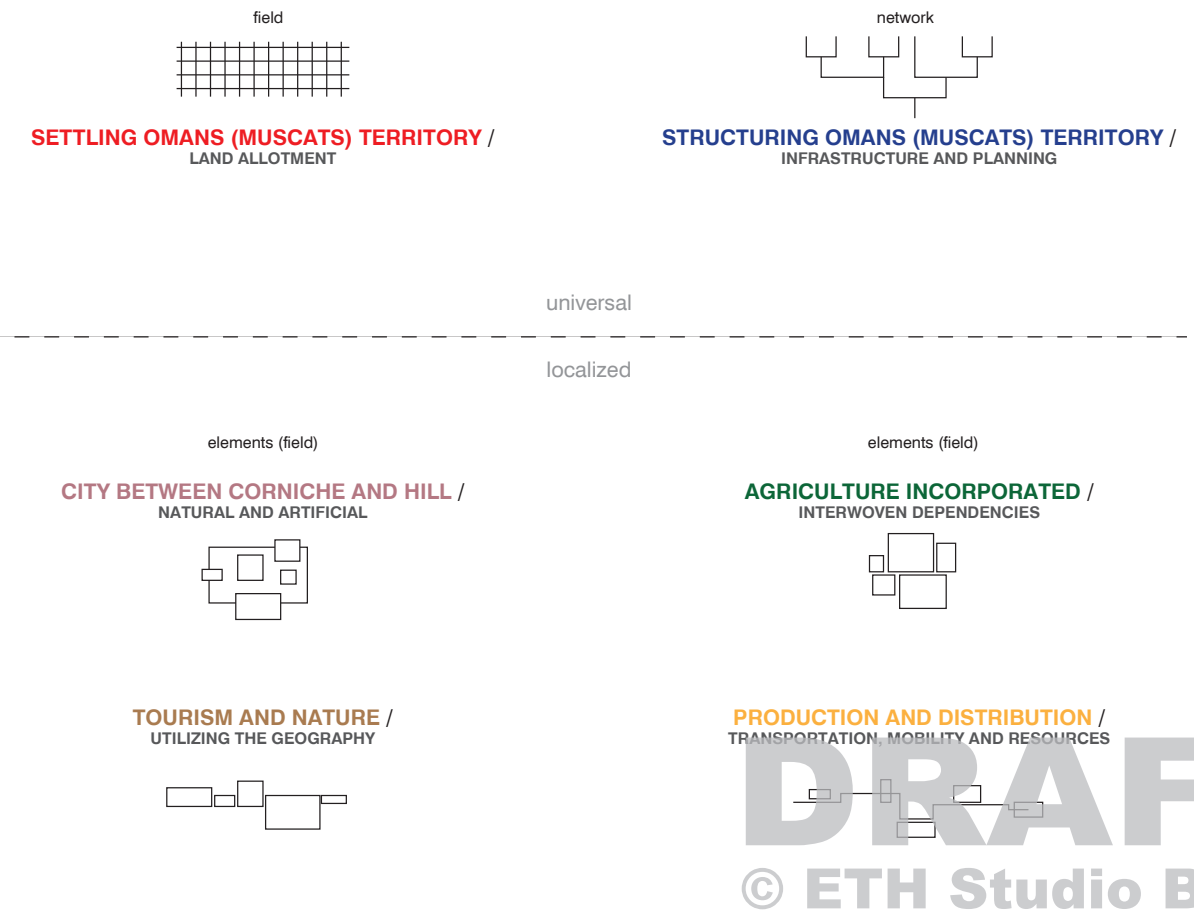 field
network
SETTLING OMANS (MUSCATS) TERRITORY /
LAND ALLOTMENT
STRUCTURING OMANS (MUSCATS) TERRITORY /
INFRASTRUCTURE AND PLANNING
universal
localized
elements (field)
elements (field)
CITY BETWEEN CORNICHE AND HILL /
NATURAL AND ARTIFICIAL
AGRICULTURE INCORPORATED /
INTERWOVEN DEPENDENCIES
TOURISM AND NATURE /
UTILIZING THE GEOGRAPHY
PRODUCTION AND DISTRIBUTION /
TRANSPORTATION, MOBILITY AND RESOURCES
DRAF
© ETH Studio B